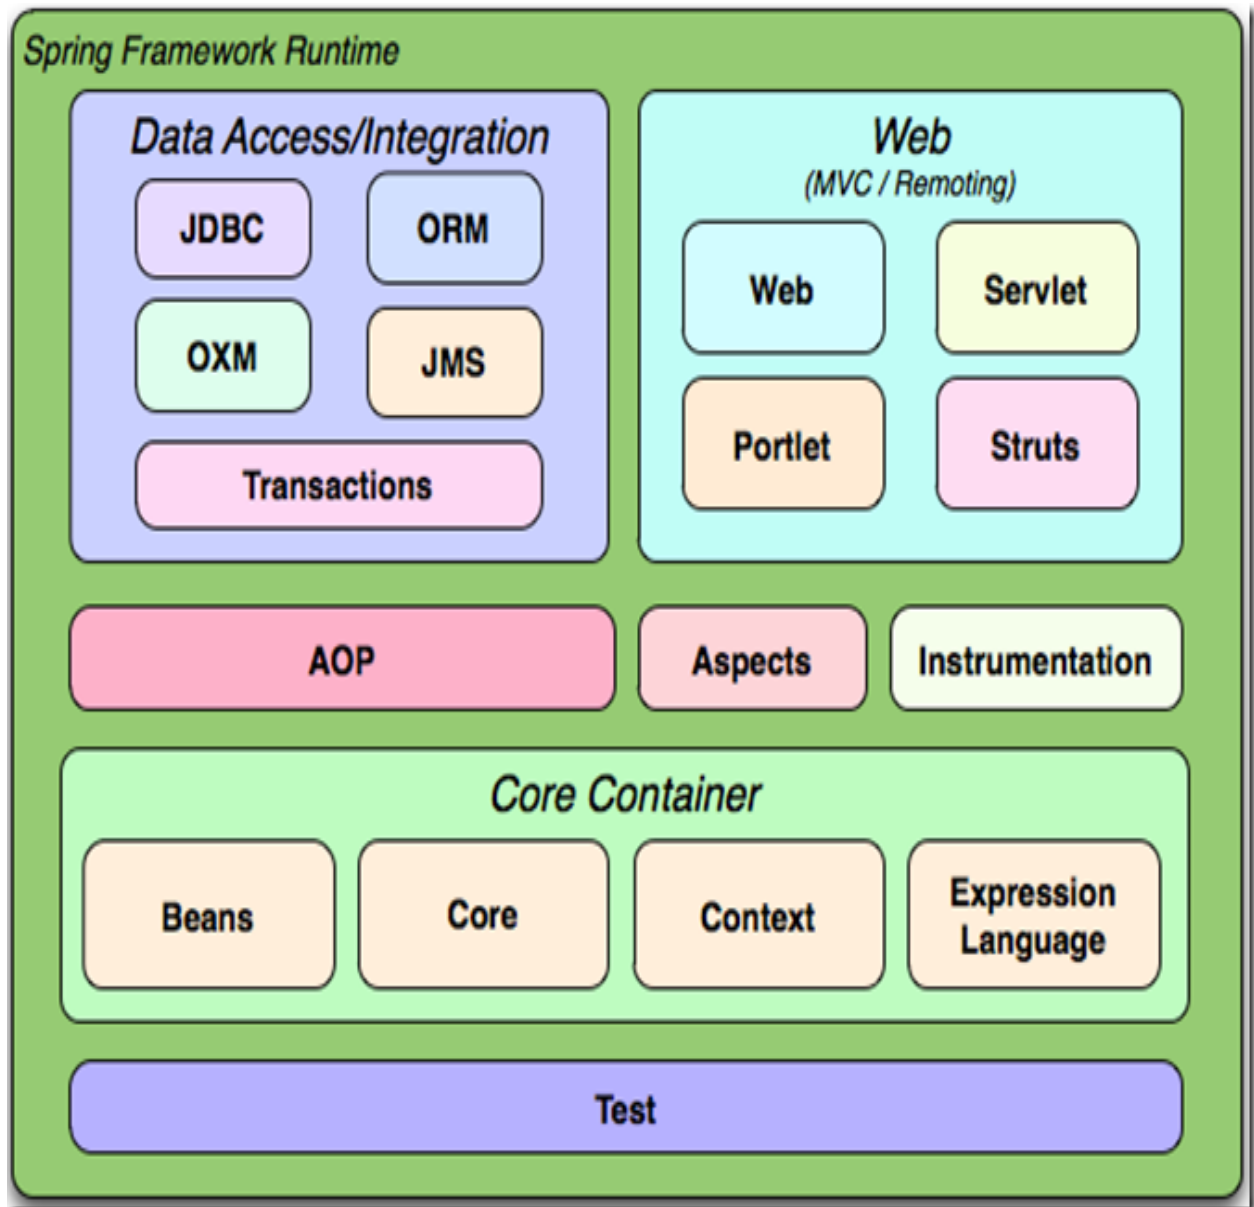 Spring Framework Runtime
Data Access/Integration
JDBC
ORM
OXM
JMS
Transactions
Web
(MVC / Remoting)
Web
Servlet
Portlet
Struts
AOP
Aspects
Instrumentation
Core Container
Beans
Core
Context
Expression
Language
Test